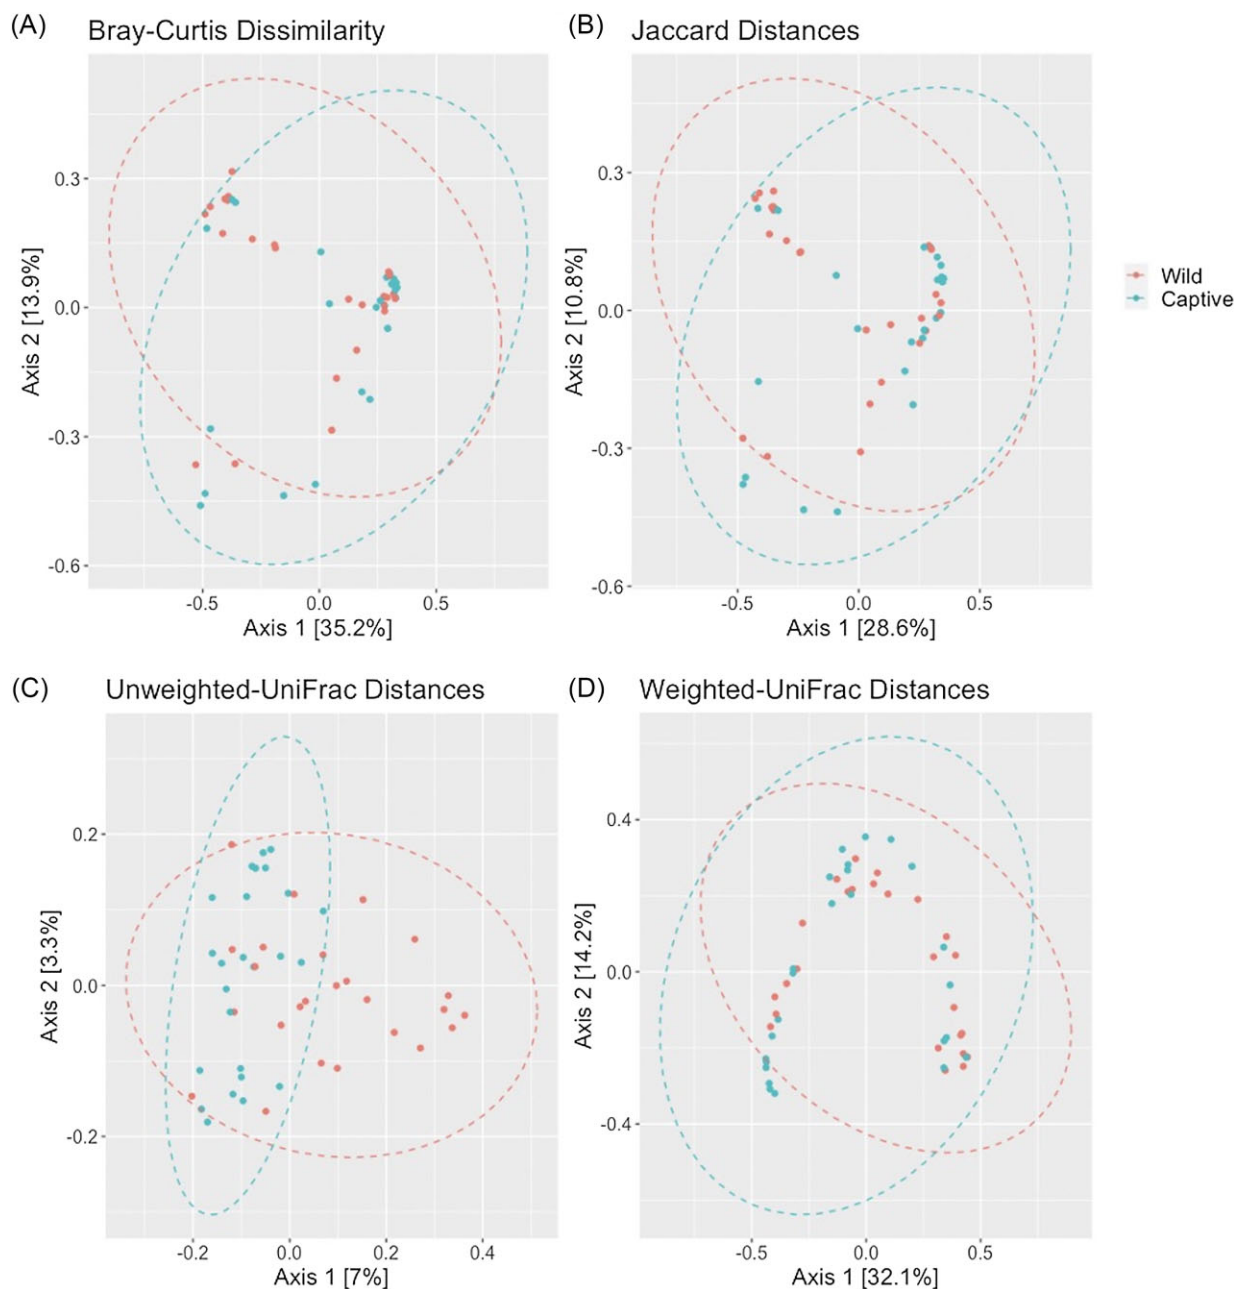 (A) Bray-Curtis Dissimilarity
0.3
0.0
-0.3
-0.6
Axis 2 [13.9%]
-0.5 0.0 0.5
Axis 1 [35.2%]
(B) Jaccard Distances
0.3
0.0
-0.3
-0.6
Axis 2 [10.8%]
-0.5 0.0 0.5
Axis 1 [28.6%]
Wild
Captive
(C) Unweighted-UniFrac Distances
0.2
0.0
-0.2
Axis 2 [3.3%]
-0.2 0.0 0.2 0.4
Axis 1 [7%]
(D) Weighted-UniFrac Distances
0.4
0.0
-0.4
Axis 2 [14.2%]
-0.5 0.0 0.5
Axis 1 [32.1%]